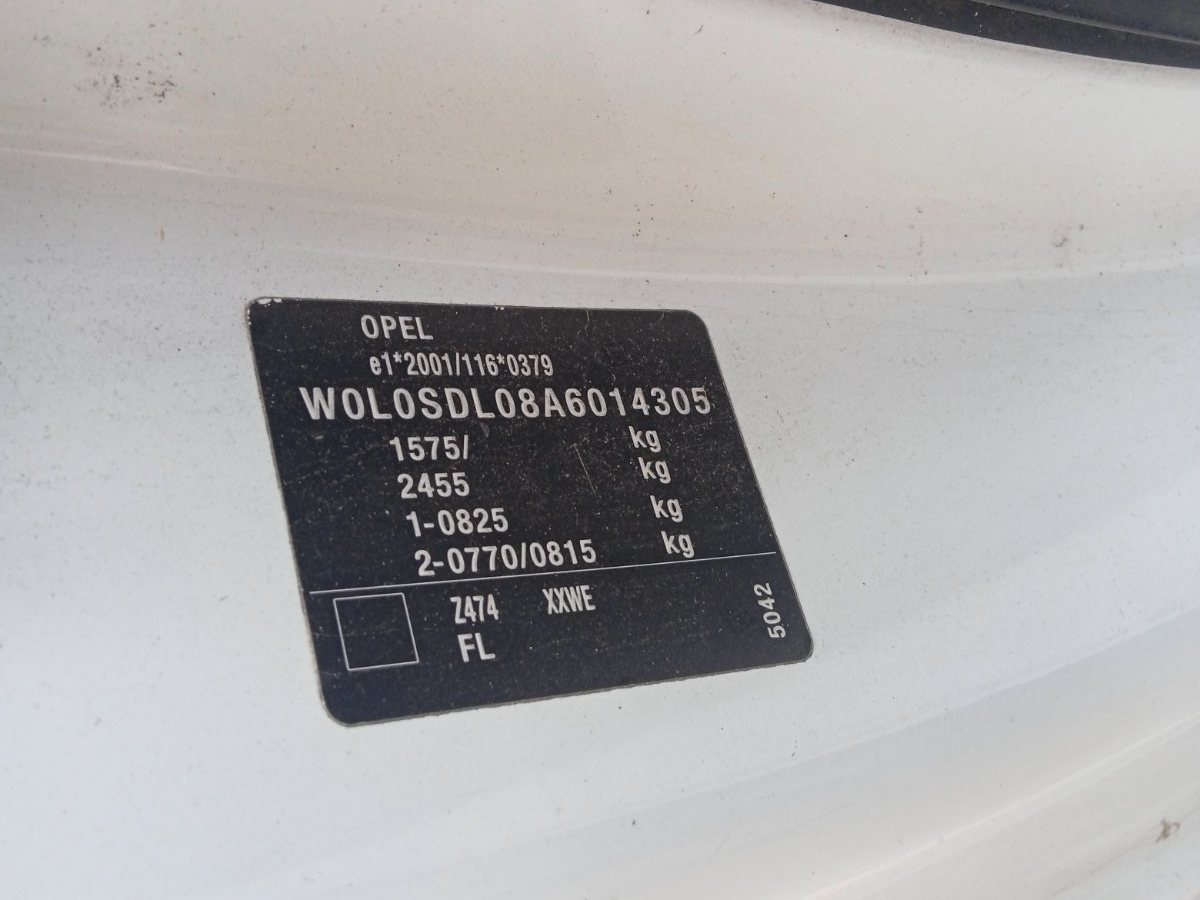 OPEL
e1*2001/116*0379
W0L0SDL08A6014305
1575/ kg
2455 kg
1-0825 kg
2-0770/0815 kg
Z474 XXWE
FL
5042